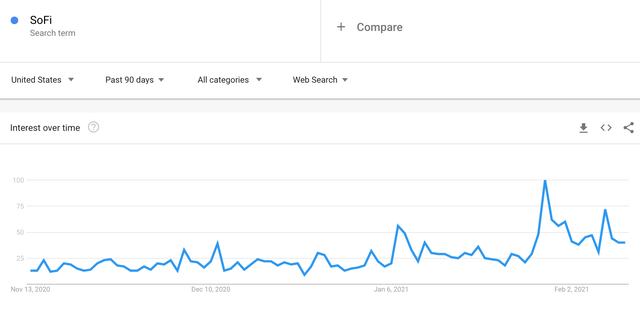 SoFi
Search term
+ Compare
United States Past 90 days All categories Web Search
Interest over time ?
100
75
50
25
Nov 13, 2020 Dec 10, 2020 Jan 6, 2021 Feb 2, 2021